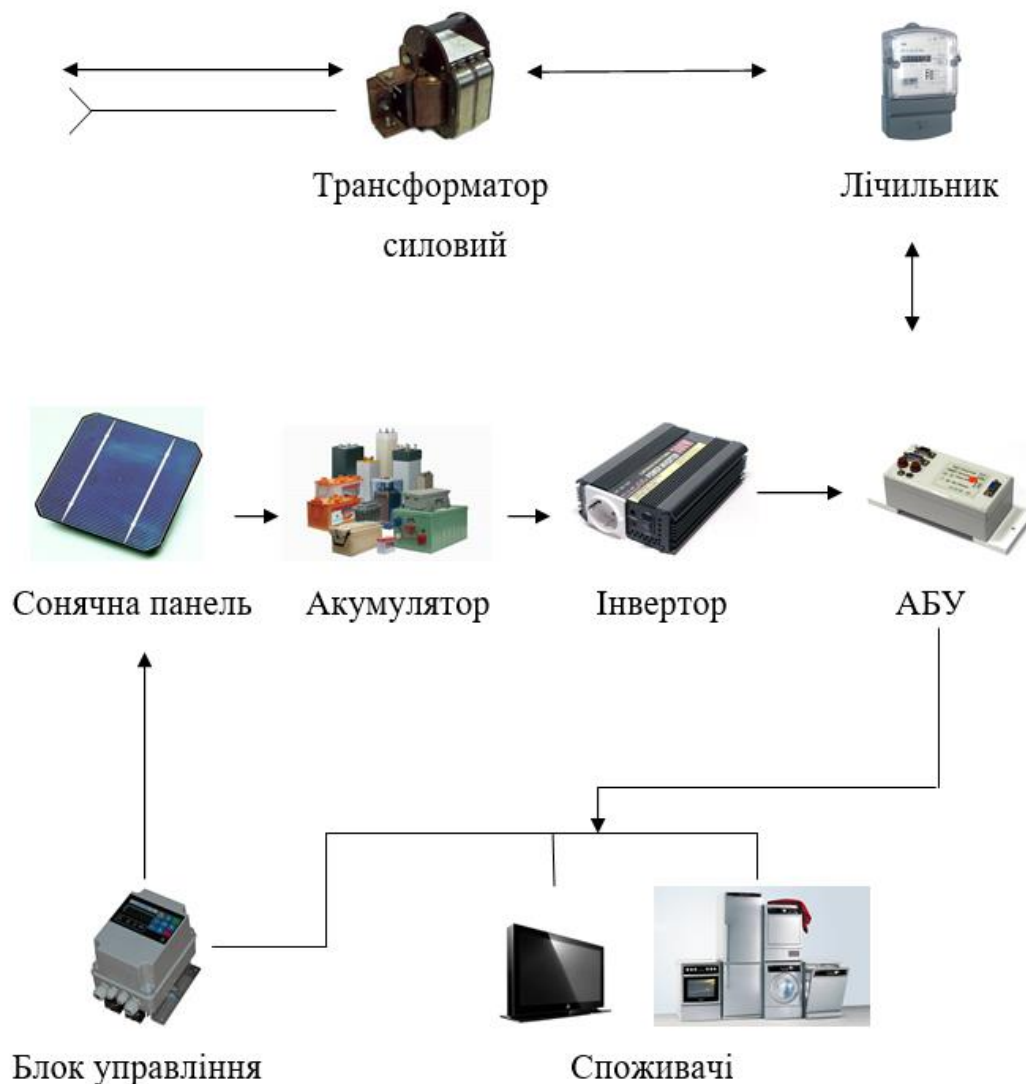 Трансформатор
силовий
Лічильник
Сонячна панель
Акумулятор
Інвертор
АБУ
Блок управління
Споживачі